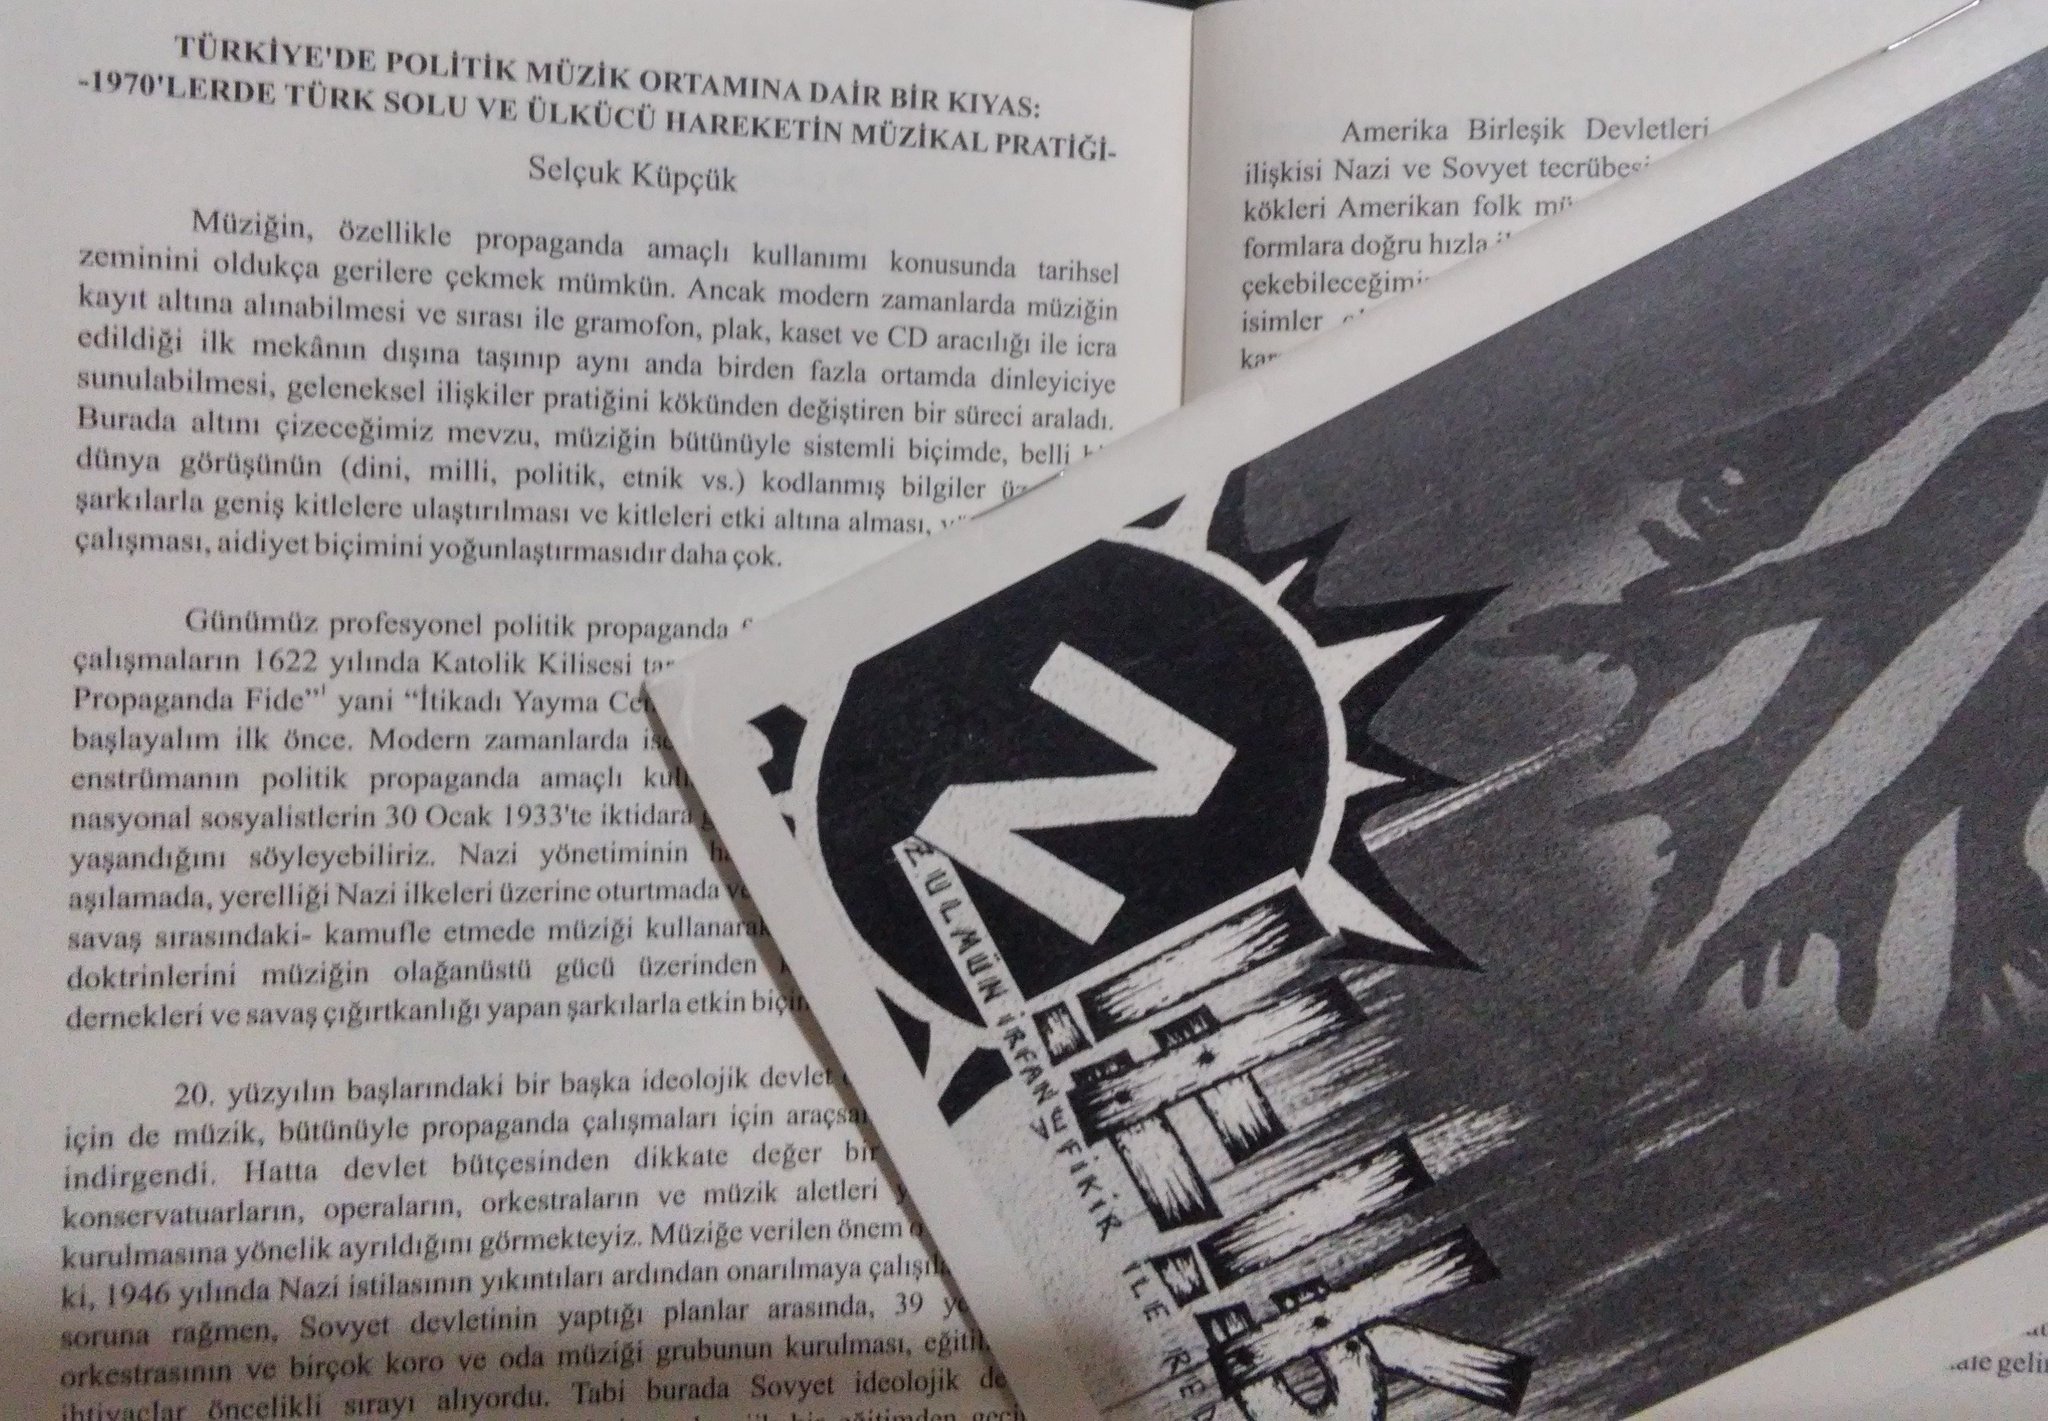 TÜRKİYE'DE POLİTİK MÜZİK ORTAMINA DAİR BİR KIYAS:
-1970'LERDE TÜRK SOLU VE ÜLKÜCÜ HAREKETİN MÜZİKAL PRATİĞİ-
Selçuk Küpçük
Müziğin, özellikle propaganda amaçlı kullanımı konusunda tarihsel
zeminini oldukça gerilere çekmek mümkün. Ancak modern zamanlarda müziğin
kayıt altına alınabilmesi ve sırası ile gramofon, plak, kaset ve CD aracılığı ile icra
edildiği ilk mekânın dışına taşınıp aynı anda birden fazla ortamda dinleyiciye
sunulabilmesi, geleneksel ilişkiler pratiğini kökünden değiştiren bir süreci araladı.
Burada altını çizeceğimiz mevzu, müziğin bütünüyle sistemli biçimde, belli
dünya görüşünün (dini, milli, politik, etnik vs.) kodlanmış bilgiler
şarkılarla geniş kitlelere ulaştırılması ve kitleleri etki altına alması,
çalışması, aidiyet biçimini yoğunlaştırmasıdır daha çok.
Günümüz profesyonel politik propaganda
çalışmaların 1622 yılında Katolik Kilisesi
Propaganda Fide”¹ yani “İtikadı Yayma
başlayalım ilk önce. Modern zamanlarda
enstrümanın politik propaganda amaçlı
nasyonal sosyalistlerin 30 Ocak 1933'te iktidara
yaşandığını söyleyebiliriz. Nazi yönetiminin
aşılamada, yerelliği Nazi ilkeleri üzerine oturtmada
savaş sırasındaki- kamufle etmede müziği kullanarak
doktrinlerini müziğin olağanüstü gücü üzerinden
dernekleri ve savaş çığırtkanlığı yapan şarkılarla etkin
20. yüzyılın başlarındaki bir başka ideolojik devlet
için de müzik, bütünüyle propaganda çalışmaları için
indirgendi. Hatta devlet bütçesinden dikkate değer bir
konservatuarların, operaların, orkestraların ve müzik aletleri
kurulmasına yönelik ayrıldığını görmekteyiz. Müziğe verilen önem
ki, 1946 yılında Nazi istilasının yıkıntıları ardından onarılmaya
soruna rağmen, Sovyet devletinin yaptığı planlar arasında, 39
orkestrasının ve birçok koro ve oda müziği grubunun kurulması,
ihtiyaçlar öncelikli sırayı alıyordu. Tabi burada Sovyet ideolojik
Amerika Birleşik Devletleri
ilişkisi Nazi ve Sovyet
kökleri Amerikan folk
formlara doğru hızla
isimler
ZULMÜN İRFANE VE FİKİR İLE